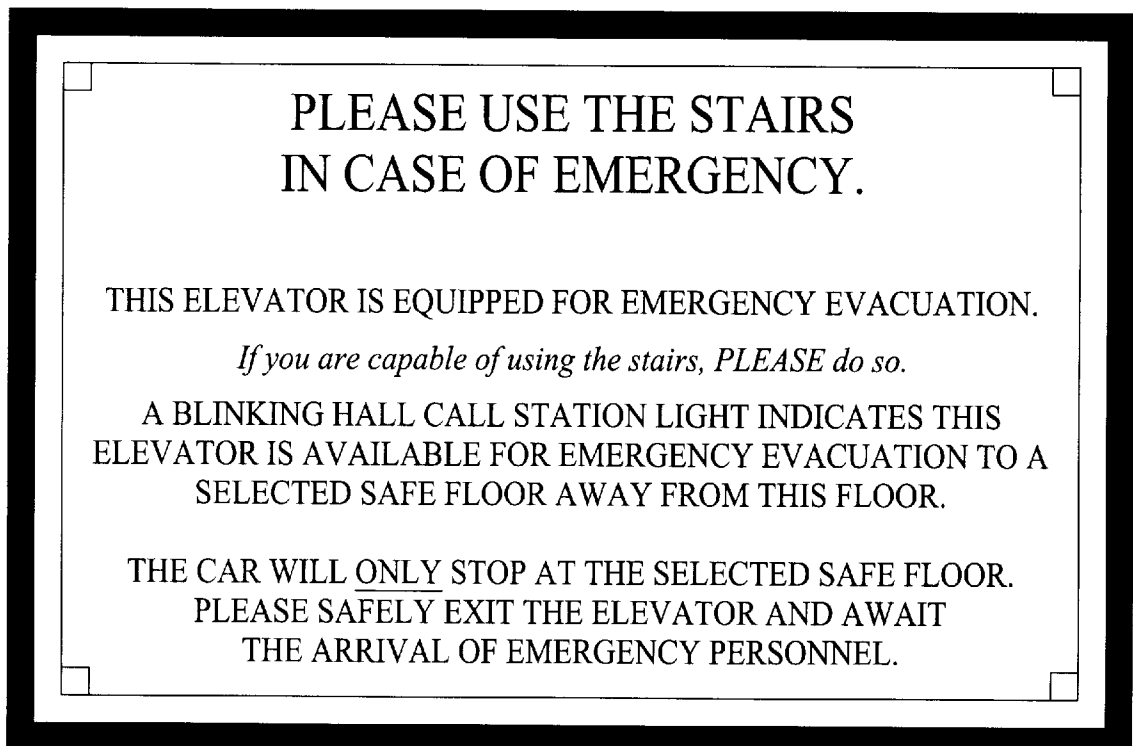 PLEASE USE THE STAIRS
IN CASE OF EMERGENCY.
THIS ELEVATOR IS EQUIPPED FOR EMERGENCY EVACUATION.
If you are capable of using the stairs, PLEASE do so.
A BLINKING HALL CALL STATION LIGHT INDICATES THIS
ELEVATOR IS AVAILABLE FOR EMERGENCY EVACUATION TO A
SELECTED SAFE FLOOR AWAY FROM THIS FLOOR.
THE CAR WILL ONLY STOP AT THE SELECTED SAFE FLOOR.
PLEASE SAFELY EXIT THE ELEVATOR AND AWAIT
THE ARRIVAL OF EMERGENCY PERSONNEL.